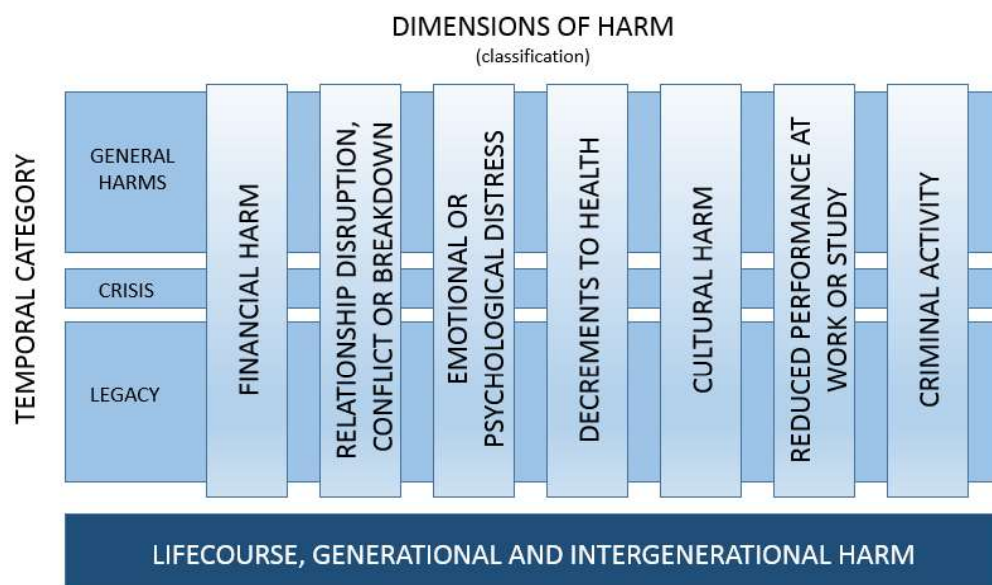 DIMENSIONS OF HARM
(classification)
TEMPORAL CATEGORY
GENERAL
HARMS
CRISIS
LEGACY
FINANCIAL HARM
RELATIONSHIP DISRUPTION,
CONFLICT OR BREAKDOWN
EMOTIONAL OR
PSYCHOLOGICAL DISTRESS
DECREMENTS TO HEALTH
CULTURAL HARM
REDUCED PERFORMANCE AT
WORK OR STUDY
CRIMINAL ACTIVITY
LIFECOURSE, GENERATIONAL AND INTERGENERATIONAL HARM